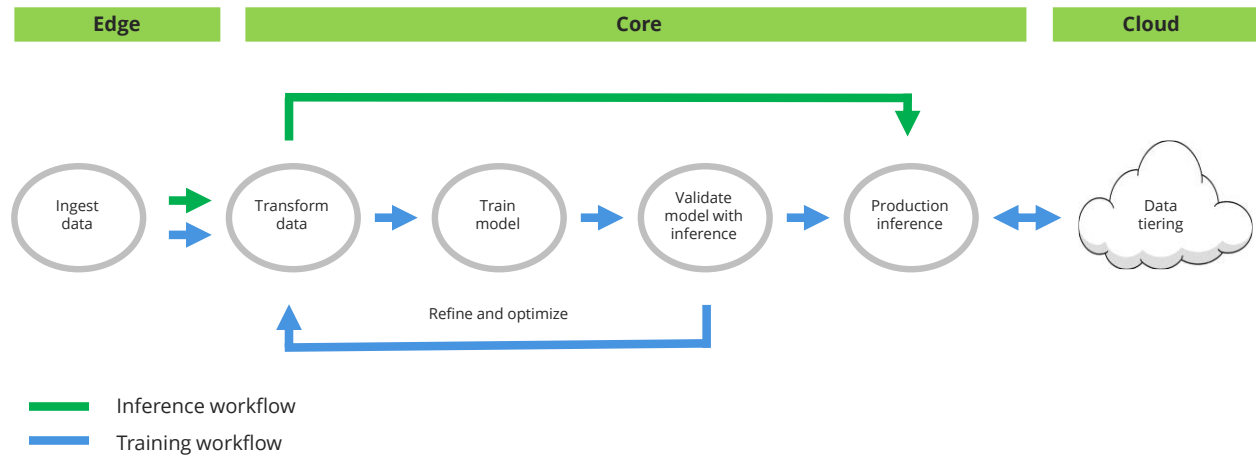 Edge
Core
Cloud
Ingest
data
Transform
data
Train
model
Validate
model with
inference
Production
inference
Data
tiering
Refine and optimize
Inference workflow
Training workflow